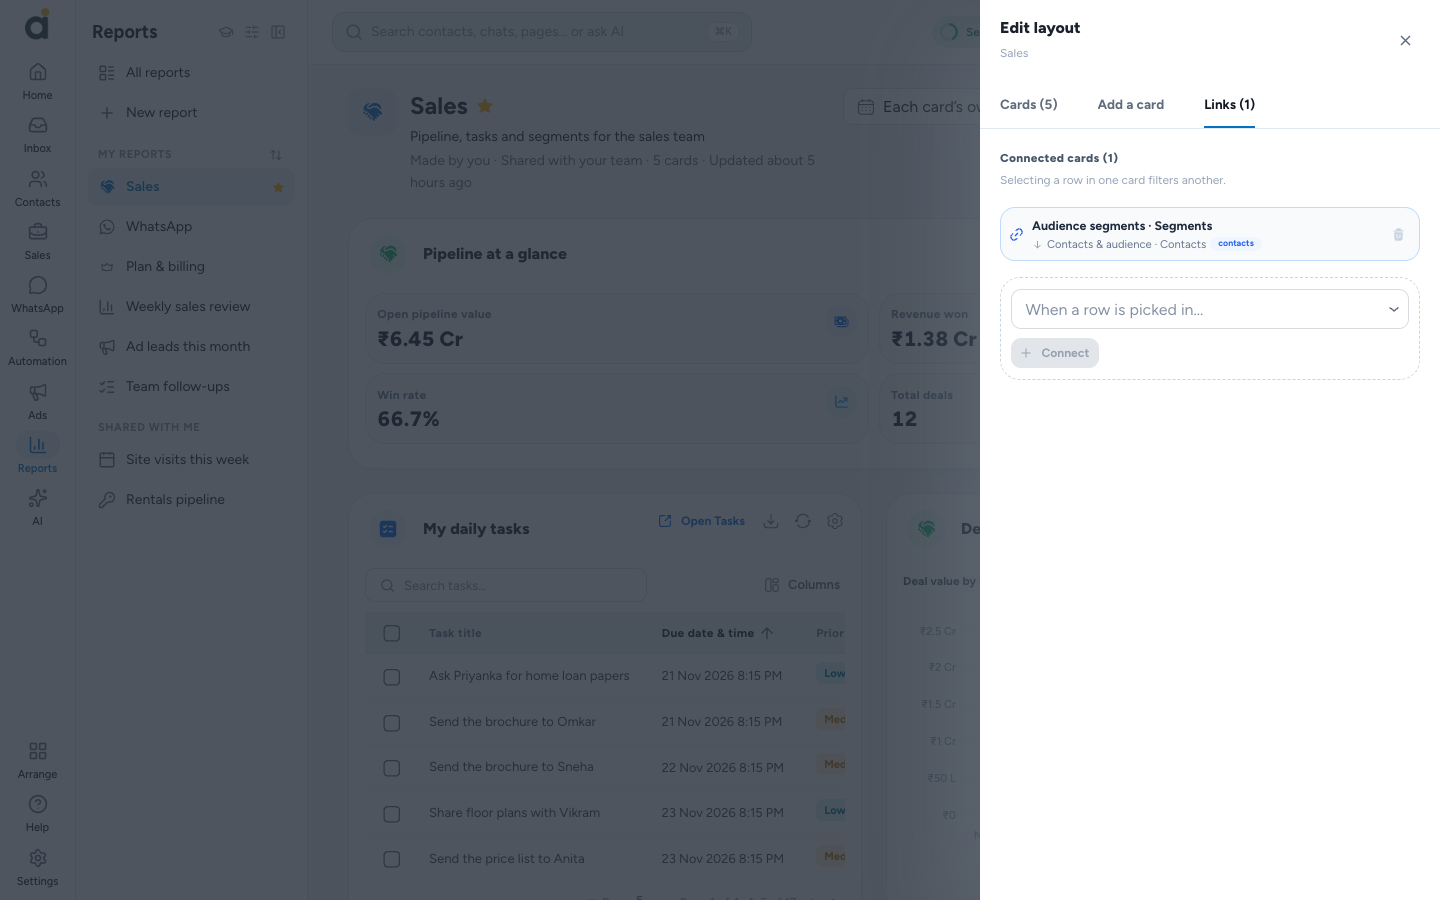 Home
Inbox
Contacts
Sales
WhatsApp
Automation
Ads
Reports
AI
Arrange
Help
Settings
Reports
All reports
New report
MY REPORTS
Sales
WhatsApp
Plan & billing
Weekly sales review
Ad leads this month
Team follow-ups
SHARED WITH ME
Site visits this week
Rentals pipeline
Search contacts, chats, pages... or ask AI
⌘K
Sales
Each card's
Pipeline, tasks and segments for the sales team
Made by you · Shared with your team · 5 cards · Updated about 5
hours ago
Pipeline at a glance
Open pipeline value
₹6.45 Cr
Revenue won
₹1.38 Cr
Win rate
66.7%
Total deals
12
My daily tasks
Open Tasks
Search tasks...
Columns
Task title
Due date & time
Prior
Ask Priyanka for home loan papers
21 Nov 2026 8:15 PM
Low
Send the brochure to Omkar
21 Nov 2026 8:15 PM
Med
Send the brochure to Sneha
22 Nov 2026 8:15 PM
Med
Share floor plans with Vikram
23 Nov 2026 8:15 PM
Low
Send the price list to Anita
23 Nov 2026 8:15 PM
Med
De
Deal value by
₹2.5 Cr
₹2 Cr
₹1.5 Cr
₹1 Cr
₹50 L
₹0
Edit layout
Sales
Cards (5)
Add a card
Links (1)
Connected cards (1)
Selecting a row in one card filters another.
Audience segments · Segments
↓ Contacts & audience · Contacts contacts
When a row is picked in...
+ Connect